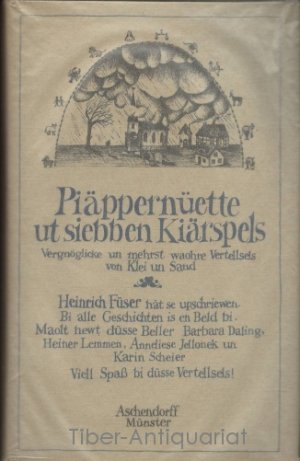 Piäppernüette
ut siebben Kiärspels
Vergnöglicke un mehrst waohre Vertellsels
von Klei un Sand
Heinrich Füser hät se upschriewen.
Bi alle Geschichten is en Beld bi.
Maolt hewt düsse Beller Barbara Daling,
Heiner Lemmen, Anneliese Jellonek un
Karin Scheier
Viell Spaß bi düsse Vertellsels!
Aschendorff
Münster
Tiber-Antiquariat